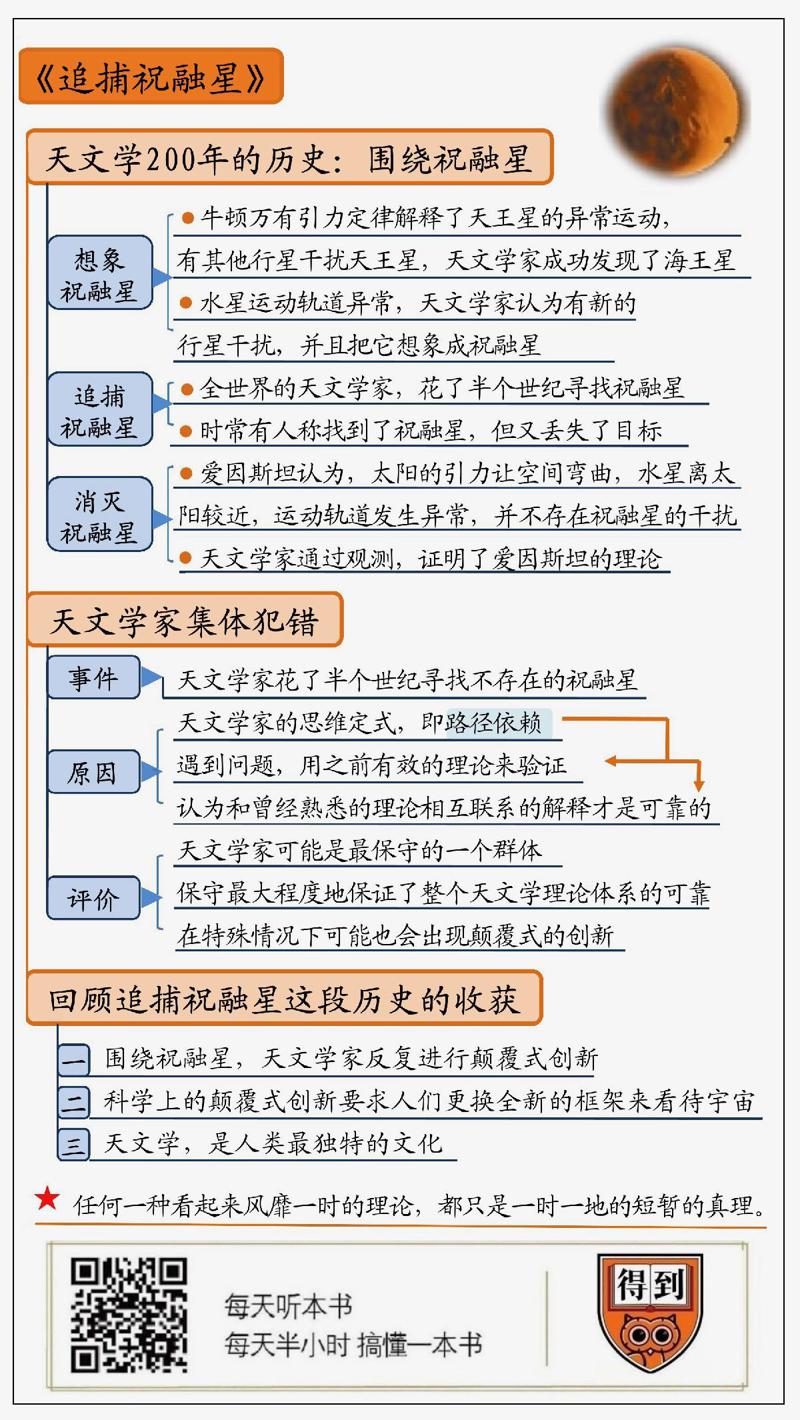 《追捕祝融星》
天文学200年的历史：围绕祝融星
想象
祝融星
●牛顿万有引力定律解释了天王星的异常运动，
有其他行星干扰天王星，天文学家成功发现了海王星
●水星运动轨道异常，天文学家认为有新的
行星干扰，并且把它想象成祝融星
追捕
祝融星
●全世界的天文学家，花了半个世纪寻找祝融星
●时常有人称找到了祝融星，但又丢失了目标
消灭
祝融星
●爱因斯坦认为，太阳的引力让空间弯曲，水星离太
阳较近，运动轨道发生异常，并不存在祝融星的干扰
●天文学家通过观测，证明了爱因斯坦的理论
天文学家集体犯错
事件
天文学家花了半个世纪寻找不存在的祝融星
原因
天文学家的思维定式，即路径依赖
遇到问题，用之前有效的理论来验证
认为和曾经熟悉的理论相互联系的解释才是可靠的
评价
天文学家可能是最保守的一个群体
保守最大程度地保证了整个天文学理论体系的可靠
在特殊情况下可能也会出现颠覆式的创新
回顾追捕祝融星这段历史的收获
一 围绕祝融星，天文学家反复进行颠覆式创新
二 科学上的颠覆式创新要求人们更换全新的框架来看待宇宙
三 天文学，是人类最独特的文化
★ 任何一种看起来风靡一时的理论，都只是一时一地的短暂的真理。
每天听本书
每天半小时 搞懂一本书
得到